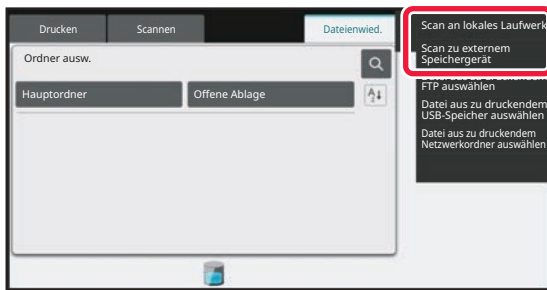 Drucken
Scannen
Dateienwied.
Ordner ausw.
Hauptordner
Offene Ablage
Scan an lokales Laufwerk
Scan zu externem
Speichergerät
FTP auswählen
Datei aus zu druckendem
USB-Speicher auswählen
Datei aus zu druckendem
Netzwerkordner auswählen